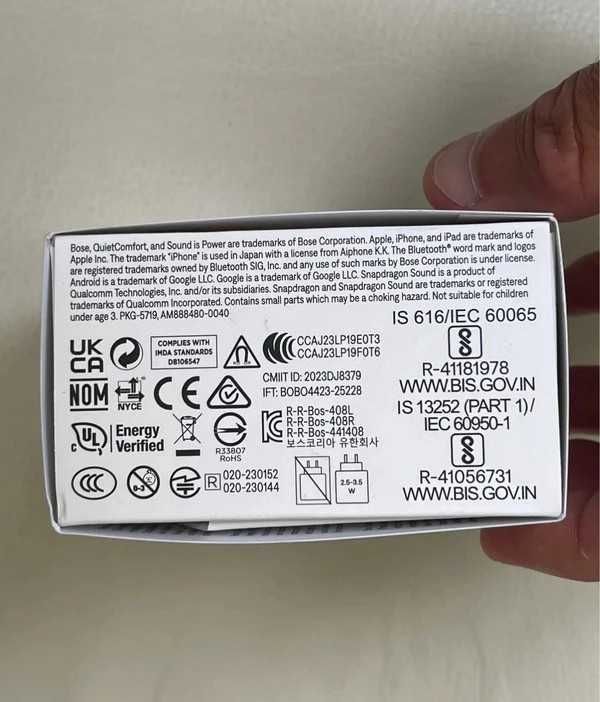 Bose, QuietComfort, and Sound is Power are trademarks of Bose Corporation. Apple, iPhone, and iPad are trademarks of
Apple Inc. The trademark "iPhone" is used in Japan with a license from Aiphone K.K. The Bluetooth® word mark and logos
are registered trademarks owned by Bluetooth SIG, Inc. and any use of such marks by Bose Corporation is under license.
Android is a trademark of Google LLC. Google is a trademark of Google LLC. Snapdragon Sound is a product of
Qualcomm Technologies, Inc. and/or its subsidiaries. Snapdragon and Snapdragon Sound are trademarks or registered
trademarks of Qualcomm Incorporated. Contains small parts which may be a choking hazard. Not suitable for children
under age 3. PKG-5719, AM888480-0040
IS 616/IEC 60065
R-41181978
WWW.BIS.GOV.IN
IS 13252 (PART 1)/
IEC 60950-1
R-41056731
WWW.BIS.GOV.IN
UK
CA
COMPLIES WITH
IMDA STANDARDS
DB106547
CCAJ23LP19E0T3
CCAJ23LP19F0T6
CMIIT ID: 2023DJ8379
IFT: BOBO4423-25228
NOM
NYCE
CE
R33807
RoHS
R-R-Bos-408L
R-R-Bos-408R
R-R-Bos-441408
보스코리아 유한회사
c UL US
Energy
Verified
CCC
0-3
R 020-230152
020-230144
2.5-3.5
W